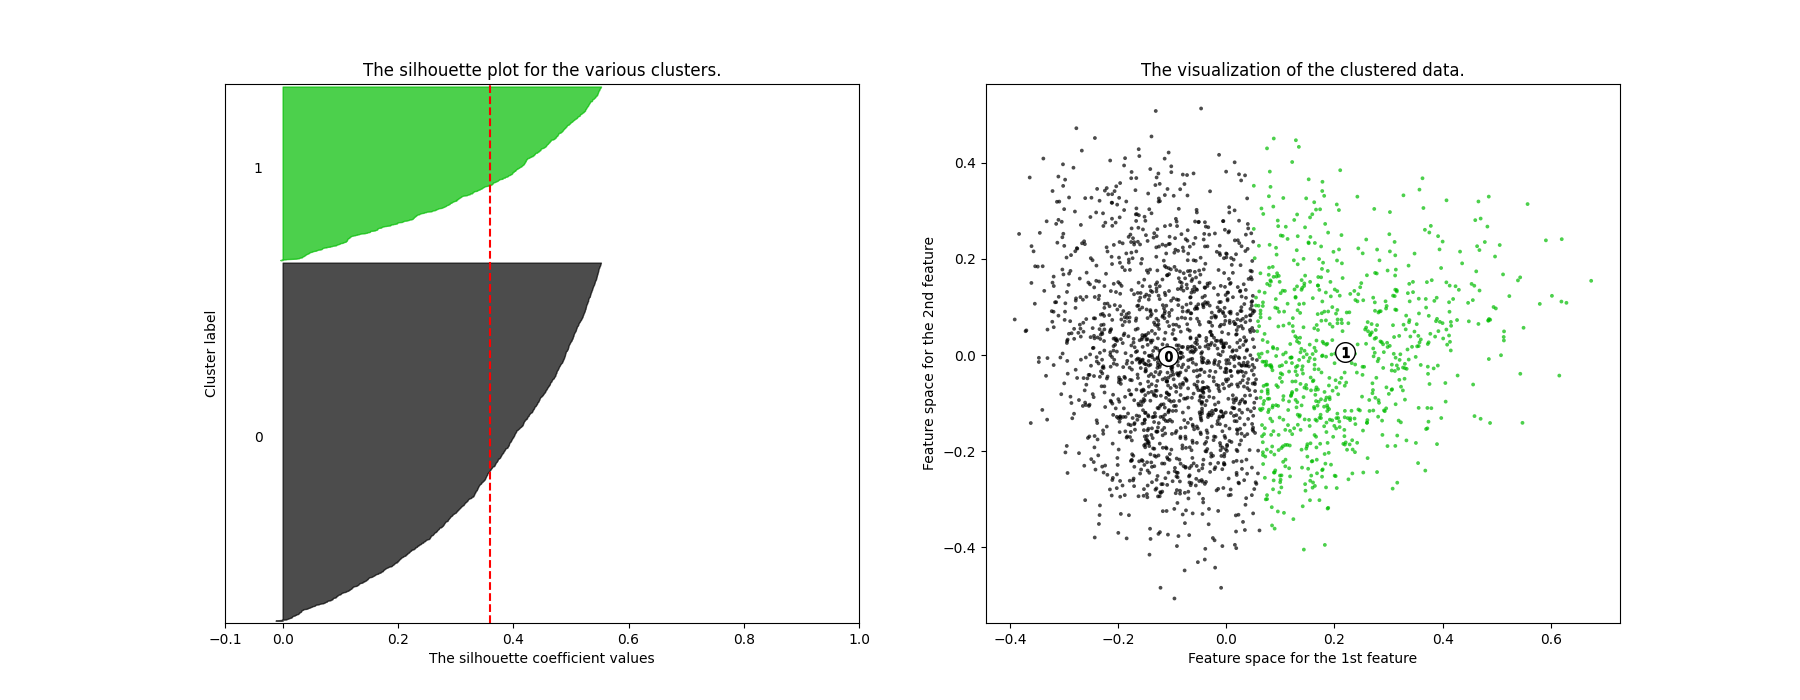 The silhouette plot for the various clusters.
1
0
Cluster label
−0.1 0.0 0.2 0.4 0.6 0.8 1.0
The silhouette coefficient values
The visualization of the clustered data.
0.4
0.2
0.0
−0.2
−0.4
Feature space for the 2nd feature
0
1
−0.4 −0.2 0.0 0.2 0.4 0.6
Feature space for the 1st feature